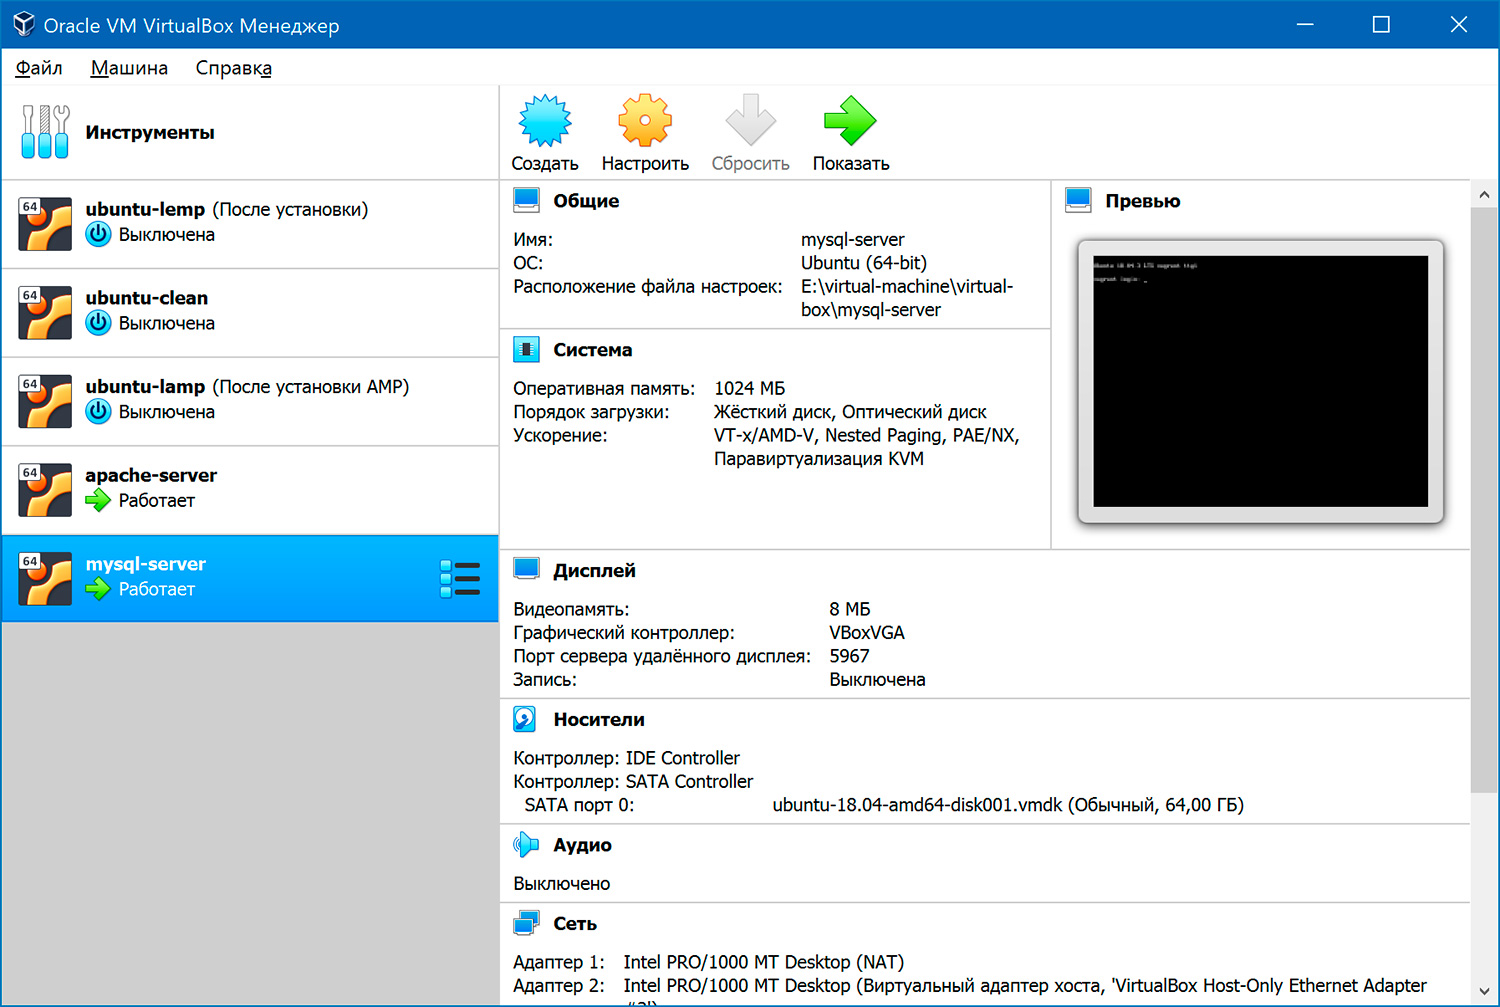 Oracle VM VirtualBox Менеджер
Файл Машина Справка
Инструменты
Создать Настроить Сбросить Показать
64
ubuntu-lemp (После установки)
Выключена
64
ubuntu-clean
Выключена
64
ubuntu-lamp (После установки AMP)
Выключена
64
apache-server
Работает
64
mysql-server
Работает
Общие
Имя: mysql-server
ОС: Ubuntu (64-bit)
Расположение файла настроек: E:\virtual-machine\virtual-
box\mysql-server
Превью
Система
Оперативная память: 1024 МБ
Порядок загрузки: Жёсткий диск, Оптический диск
Ускорение: VT-x/AMD-V, Nested Paging, PAE/NX,
Паравиртуализация KVM
Дисплей
Видеопамять: 8 МБ
Графический контроллер: VBoxVGA
Порт сервера удалённого дисплея: 5967
Запись: Выключена
Носители
Контроллер: IDE Controller
Контроллер: SATA Controller
SATA порт 0: ubuntu-18.04-amd64-disk001.vmdk (Обычный, 64,00 ГБ)
Аудио
Выключено
Сеть
Адаптер 1: Intel PRO/1000 MT Desktop (NAT)
Адаптер 2: Intel PRO/1000 MT Desktop (Виртуальный адаптер хоста, 'VirtualBox Host-Only Ethernet Adapter